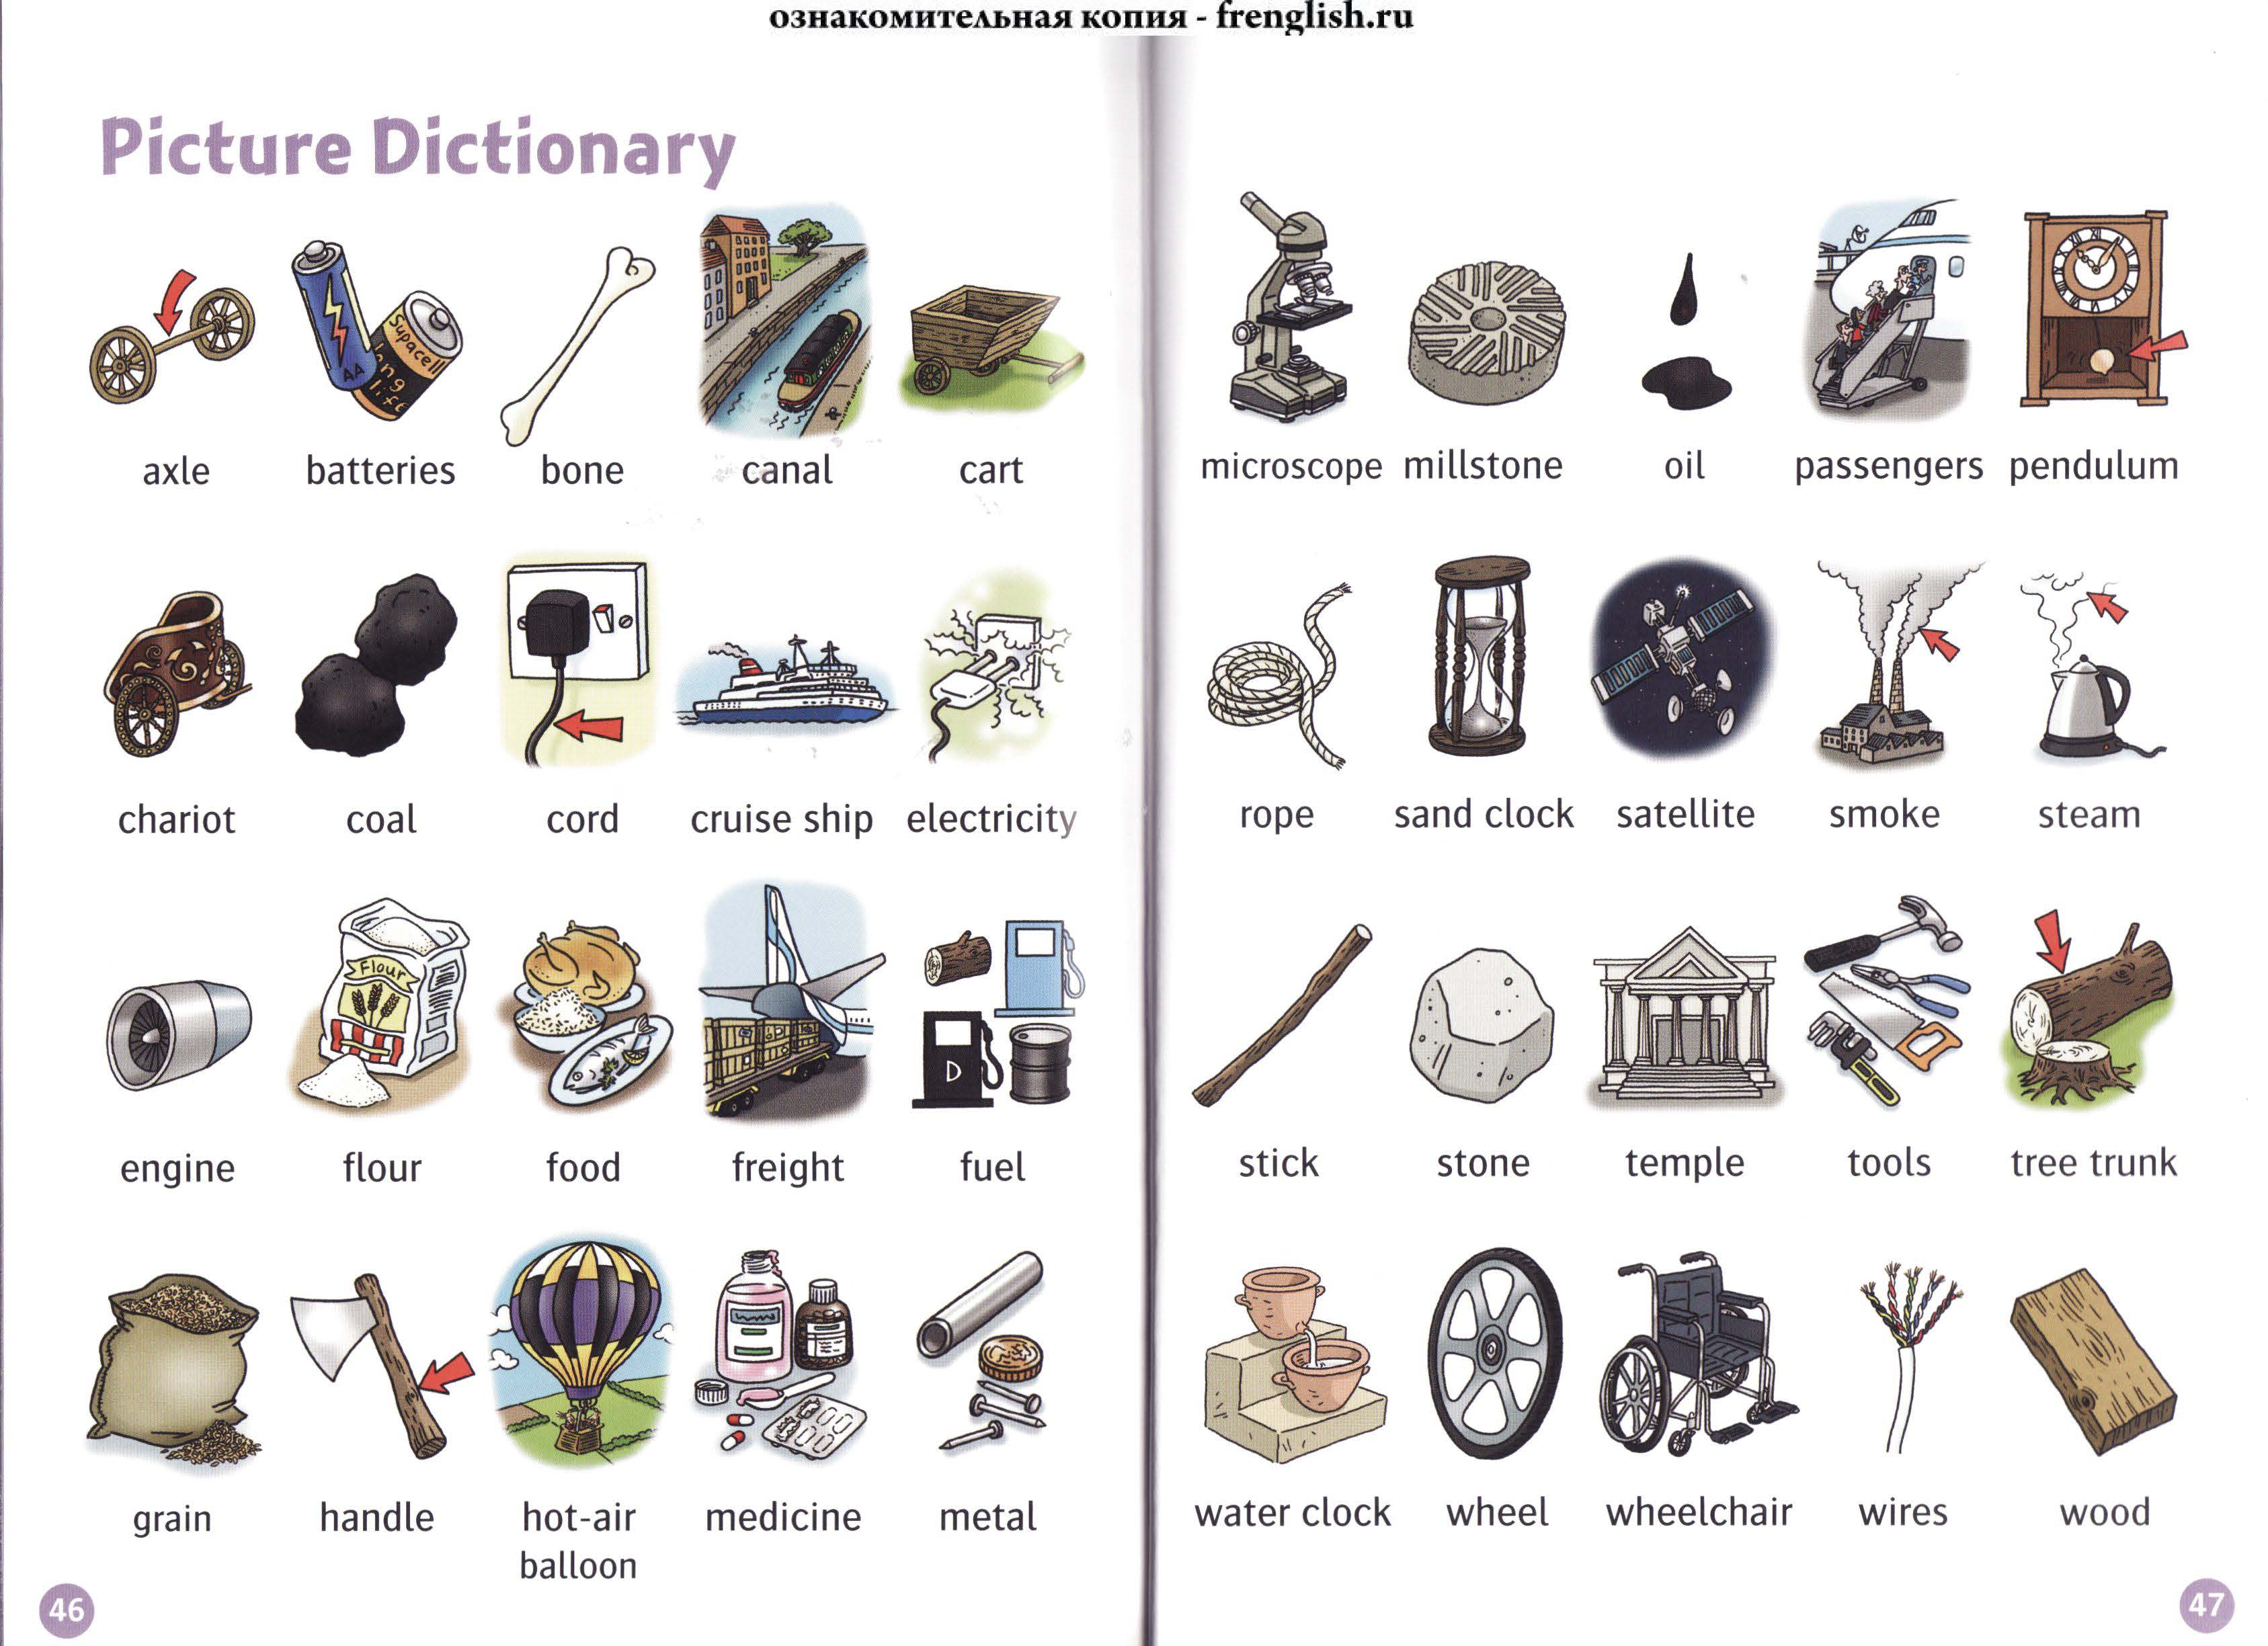 ознакомительная копия - frenglish.ru
Picture Dictionary
AA
Supacell
ng
life
axle batteries bone canal cart
chariot coal cord cruise ship electricity
Flour
engine flour food freight fuel
D
grain handle hot-air balloon medicine metal
46
XII
microscope millstone oil passengers pendulum
rope sand clock satellite smoke steam
stick stone temple tools tree trunk
water clock wheel wheelchair wires wood
47